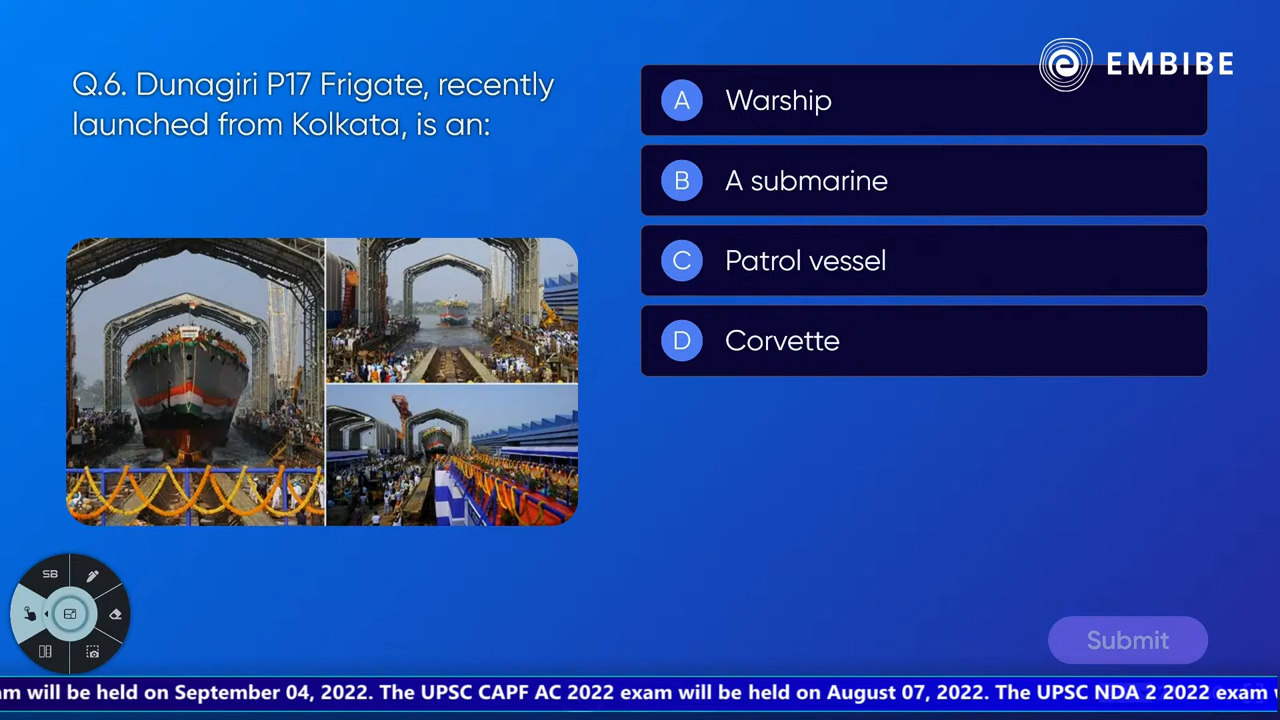 EMBIBE
Q.6. Dunagiri P17 Frigate, recently
launched from Kolkata, is an:
A Warship
B A submarine
C Patrol vessel
D Corvette
SB
Submit
am will be held on September 04, 2022. The UPSC CAPF AC 2022 exam will be held on August 07, 2022. The UPSC NDA 2 2022 exam